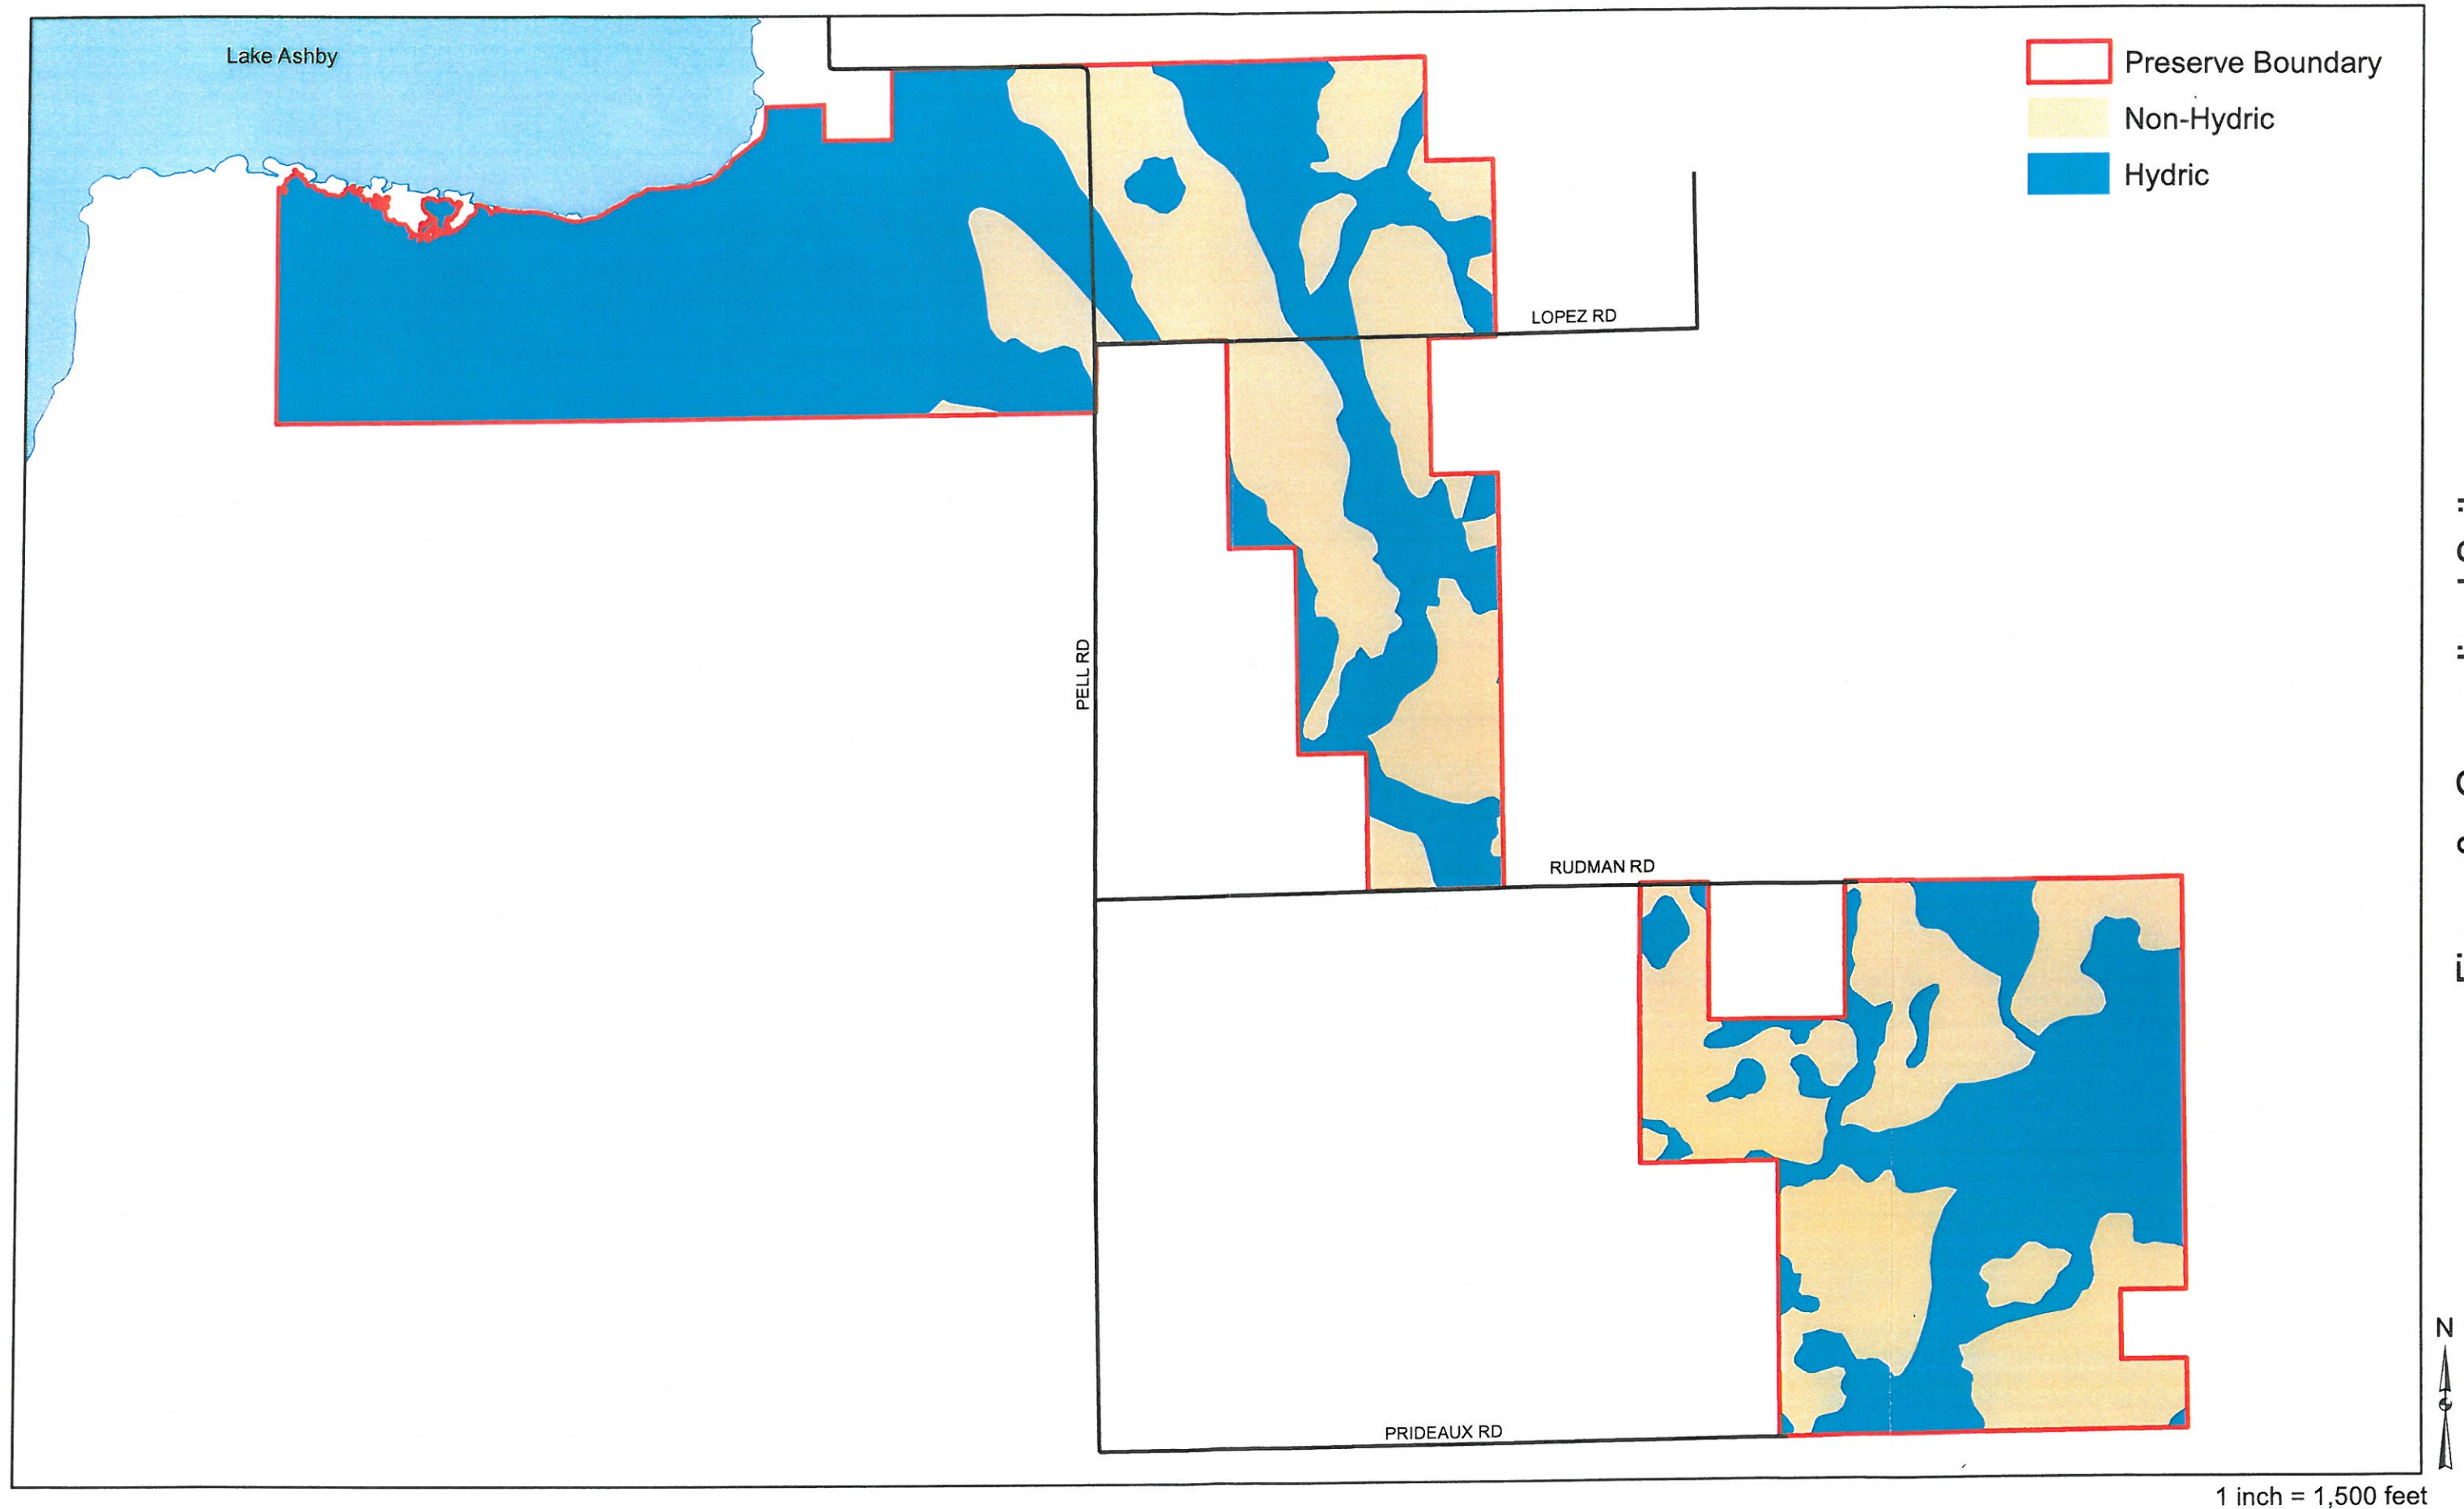 Lake Ashby
Preserve Boundary
Non-Hydric
Hydric
LOPEZ RD
PELL RD
RUDMAN RD
PRIDEAUX RD
N
1 inch = 1,500 feet